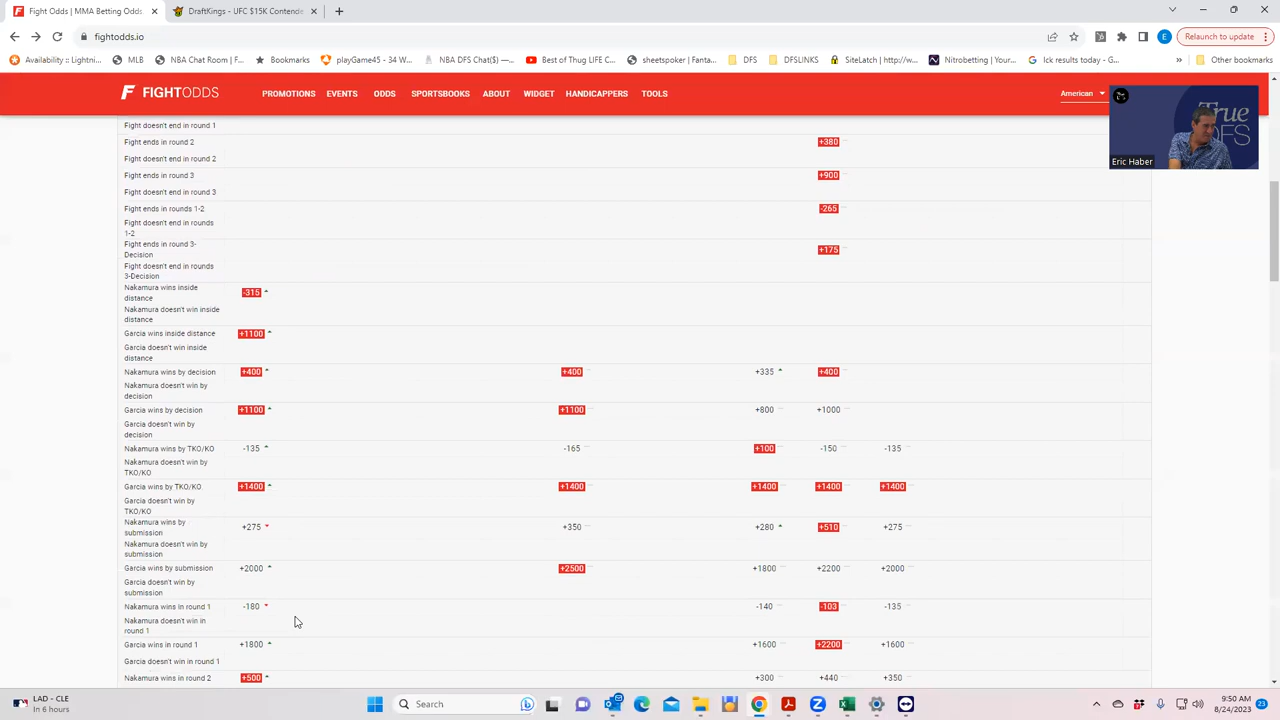 Fight Odds | MMA Betting Odds. × DraftKings - UFC $15K Contende × +
fightodds.io E Relaunch to update
Availability :: Lightni... MLB NBA Chat Room | F... Bookmarks playGame45 - 34 W... NBA DFS Chat($) —... Best of Thug LIFE C... sheetspoker | Fanta... DFS DFSLINKS SiteLatch | http://w... Nitrobetting | Your... Ick results today - G... » Other bookmarks
FIGHTODDS PROMOTIONS EVENTS ODDS SPORTSBOOKS ABOUT WIDGET HANDICAPPERS TOOLS American
True
DFS
Eric Haber
Fight doesn't end in round 1
Fight ends in round 2 +380
Fight doesn't end in round 2
Fight ends in round 3 +900
Fight doesn't end in round 3
Fight ends in rounds 1-2 -265
Fight doesn't end in rounds
1-2
Fight ends in round 3-
Decision +175
Fight doesn't end in rounds
3-Decision
Nakamura wins inside
distance -315
Nakamura doesn't win inside
distance
Garcia wins inside distance +1100
Garcia doesn't win inside
distance
Nakamura wins by decision +400 +400 +335 +400
Nakamura doesn't win by
decision
Garcia wins by decision +1100 +1100 +800 +1000
Garcia doesn't win by
decision
Nakamura wins by TKO/KO -135 -165 +100 -150 -135
Nakamura doesn't win by
TKO/KO
Garcia wins by TKO/KO +1400 +1400 +1400 +1400 +1400
Garcia doesn't win by
TKO/KO
Nakamura wins by
submission +275 +350 +280 +510 +275
Nakamura doesn't win by
submission
Garcia wins by submission +2000 +2500 +1800 +2200 +2000
Garcia doesn't win by
submission
Nakamura wins in round 1 -180 -140 -103 -135
Nakamura doesn't win in
round 1
Garcia wins in round 1 +1800 +1600 +2200 +1600
Garcia doesn't win in round 1
Nakamura wins in round 2 +500 +300 +440 +350
LAD - CLE
In 6 hours
Search
9:50 AM
8/24/2023
23